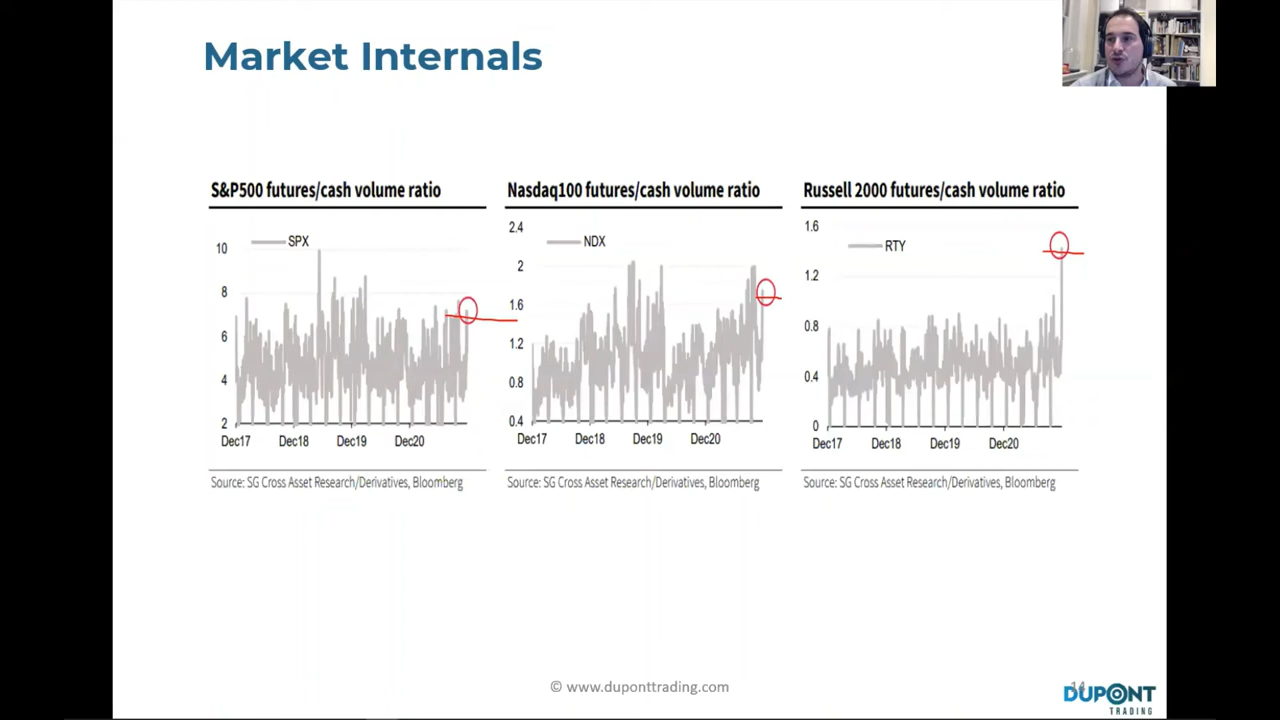 Market Internals
S&P500 futures/cash volume ratio
SPX
10
8
6
4
2
Dec17 Dec18 Dec19 Dec20
Source: SG Cross Asset Research/Derivatives, Bloomberg
Nasdaq100 futures/cash volume ratio
2.4
NDX
2
1.6
1.2
0.8
0.4
Dec17 Dec18 Dec19 Dec20
Source: SG Cross Asset Research/Derivatives, Bloomberg
Russell 2000 futures/cash volume ratio
1.6
RTY
1.2
0.8
0.4
0
Dec17 Dec18 Dec19 Dec20
Source: SG Cross Asset Research/Derivatives, Bloomberg
© www.duponttrading.com
14
DUPONT
TRADING